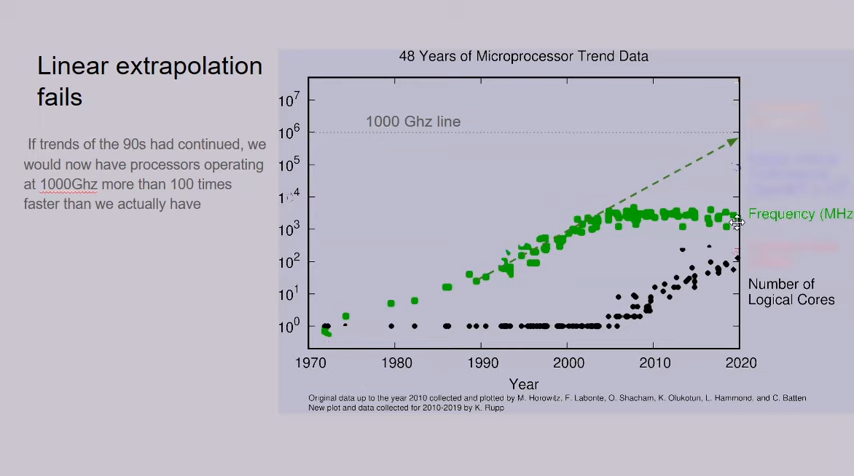 Linear extrapolation
fails
If trends of the 90s had continued, we
would now have processors operating
at 1000Ghz more than 100 times
faster than we actually have
48 Years of Microprocessor Trend Data
10⁷
10⁶
10⁵
10⁴
10³
10²
10¹
10⁰
1000 Ghz line
Frequency (MHz
Number of
Logical Cores
1970 1980 1990 2000 2010 2020
Year
Original data up to the year 2010 collected and plotted by M. Horowitz, F. Labonte, O. Shacham, K. Olukotun, L. Hammond, and C. Batten
New plot and data collected for 2010-2019 by K. Rupp